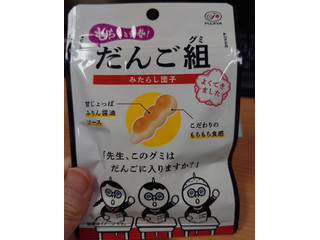 FUJIYA
だんご組
グミ
みたらし団子
よくできました
甘じょっぱ
みりん醤油
ソース
こだわりの
もちもち食感
「先生、このグミは
だんごに入りますか？」